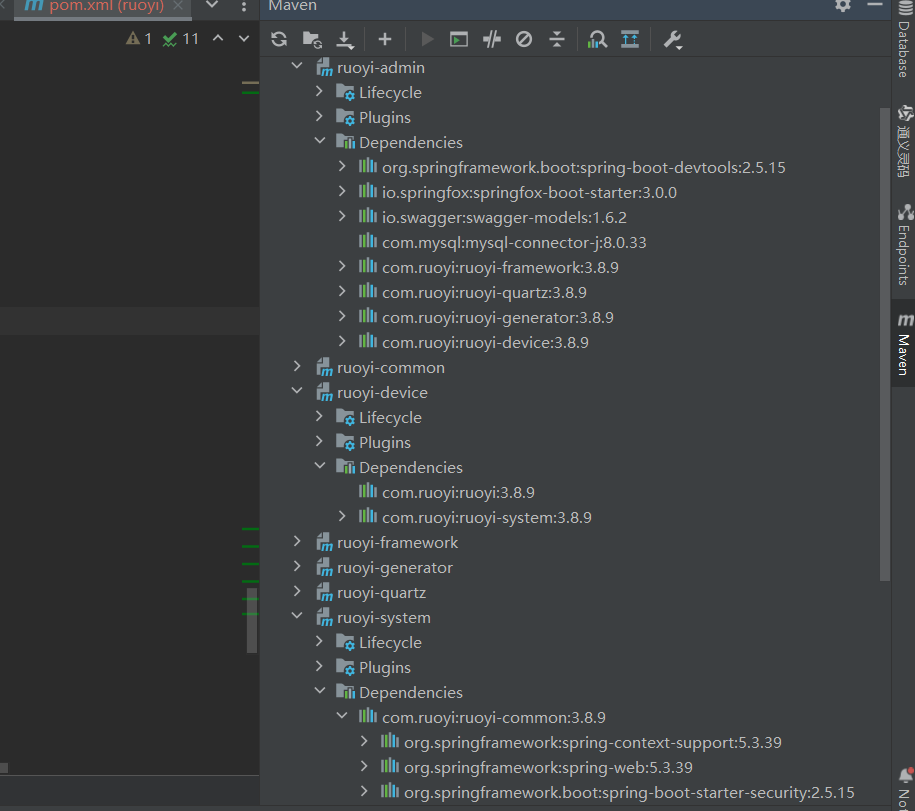 pom.xml (ruoyi)
Maven
1 11
ruoyi-admin
Lifecycle
Plugins
Dependencies
org.springframework.boot:spring-boot-devtools:2.5.15
io.springfox:springfox-boot-starter:3.0.0
io.swagger:swagger-models:1.6.2
com.mysql:mysql-connector-j:8.0.33
com.ruoyi:ruoyi-framework:3.8.9
com.ruoyi:ruoyi-quartz:3.8.9
com.ruoyi:ruoyi-generator:3.8.9
com.ruoyi:ruoyi-device:3.8.9
ruoyi-common
ruoyi-device
Lifecycle
Plugins
Dependencies
com.ruoyi:ruoyi:3.8.9
com.ruoyi:ruoyi-system:3.8.9
ruoyi-framework
ruoyi-generator
ruoyi-quartz
ruoyi-system
Lifecycle
Plugins
Dependencies
com.ruoyi:ruoyi-common:3.8.9
org.springframework:spring-context-support:5.3.39
org.springframework:spring-web:5.3.39
org.springframework.boot:spring-boot-starter-security:2.5.15
Database
通义灵码
Endpoints
Maven